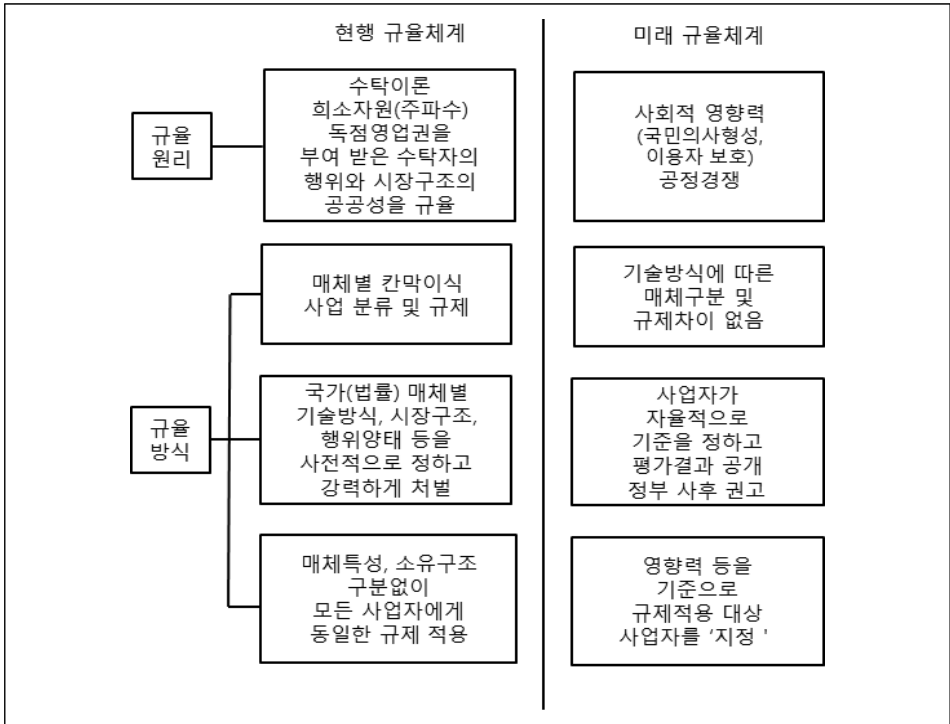 현행 규율체계
미래 규율체계
규율
원리
수탁이론
희소자원(주파수)
독점영업권을
부여 받은 수탁자의
행위와 시장구조의
공공성을 규율
사회적 영향력
(국민의사형성,
이용자 보호)
공정경쟁
규율
방식
매체별 칸막이식
사업 분류 및 규제
기술방식에 따른
매체구분 및
규제차이 없음
국가(법률) 매체별
기술방식, 시장구조,
행위양태 등을
사전적으로 정하고
강력하게 처벌
사업자가
자율적으로
기준을 정하고
평가결과 공개
정부 사후 권고
매체특성, 소유구조
구분없이
모든 사업자에게
동일한 규제 적용
영향력 등을
기준으로
규제적용 대상
사업자를 ‘지정 '